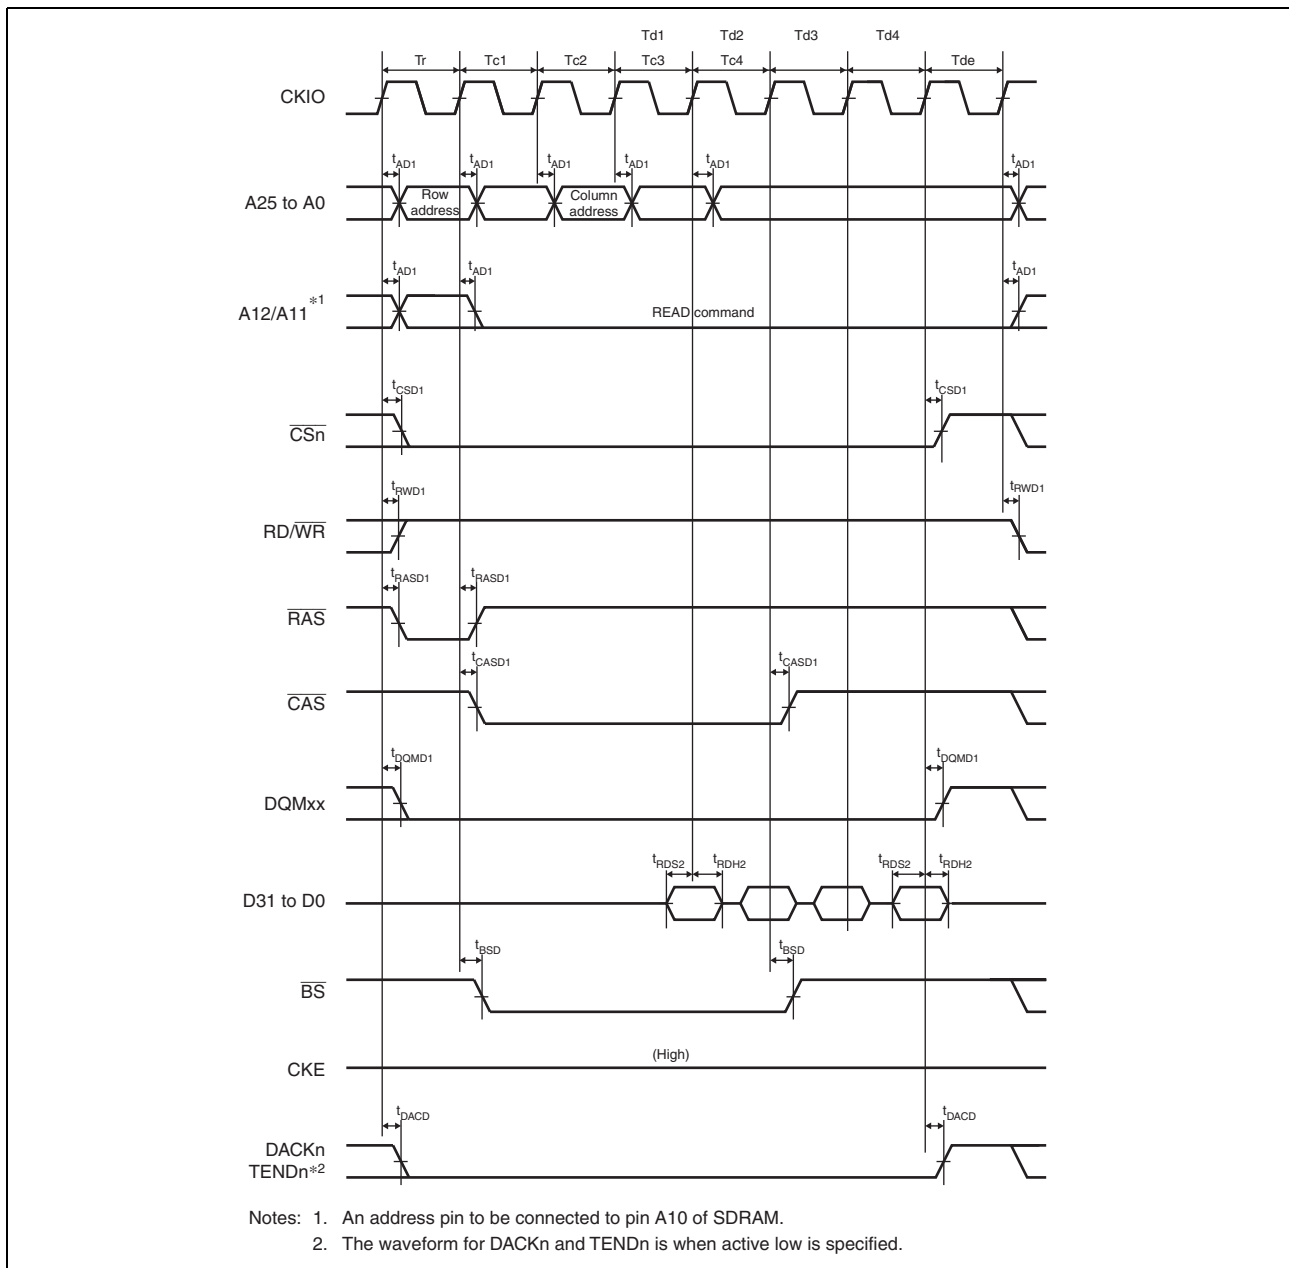 Td1 Td2 Td3 Td4
Tr Tc1 Tc2 Tc3 Tc4 Tde
CKIO
tAD1 tAD1 tAD1 tAD1 tAD1 tAD1
A25 to A0
Row address
Column address
tAD1 tAD1 tAD1
A12/A11 *1
READ command
tCSD1 tCSD1
CSn
tRWD1 tRWD1
RD/WR
tRASD1 tRASD1
RAS
tCASD1 tCASD1
CAS
tDQMD1 tDQMD1
DQMxx
tRDS2 tRDH2 tRDS2 tRDH2
D31 to D0
tBSD tBSD
BS
(High)
CKE
tDACD tDACD
DACKn
TENDn*2
Notes: 1. An address pin to be connected to pin A10 of SDRAM.
2. The waveform for DACKn and TENDn is when active low is specified.